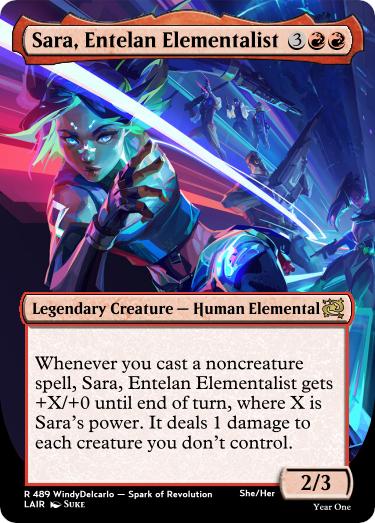 Sara, Entelan Elementalist 3
Legendary Creature — Human Elemental
Whenever you cast a noncreature
spell, Sara, Entelan Elementalist gets
+X/+0 until end of turn, where X is
Sara's power. It deals 1 damage to
each creature you don't control.
2/3
R 489 WindyDelcarlo — Spark of Revolution She/Her
LAIR SUKE Year One